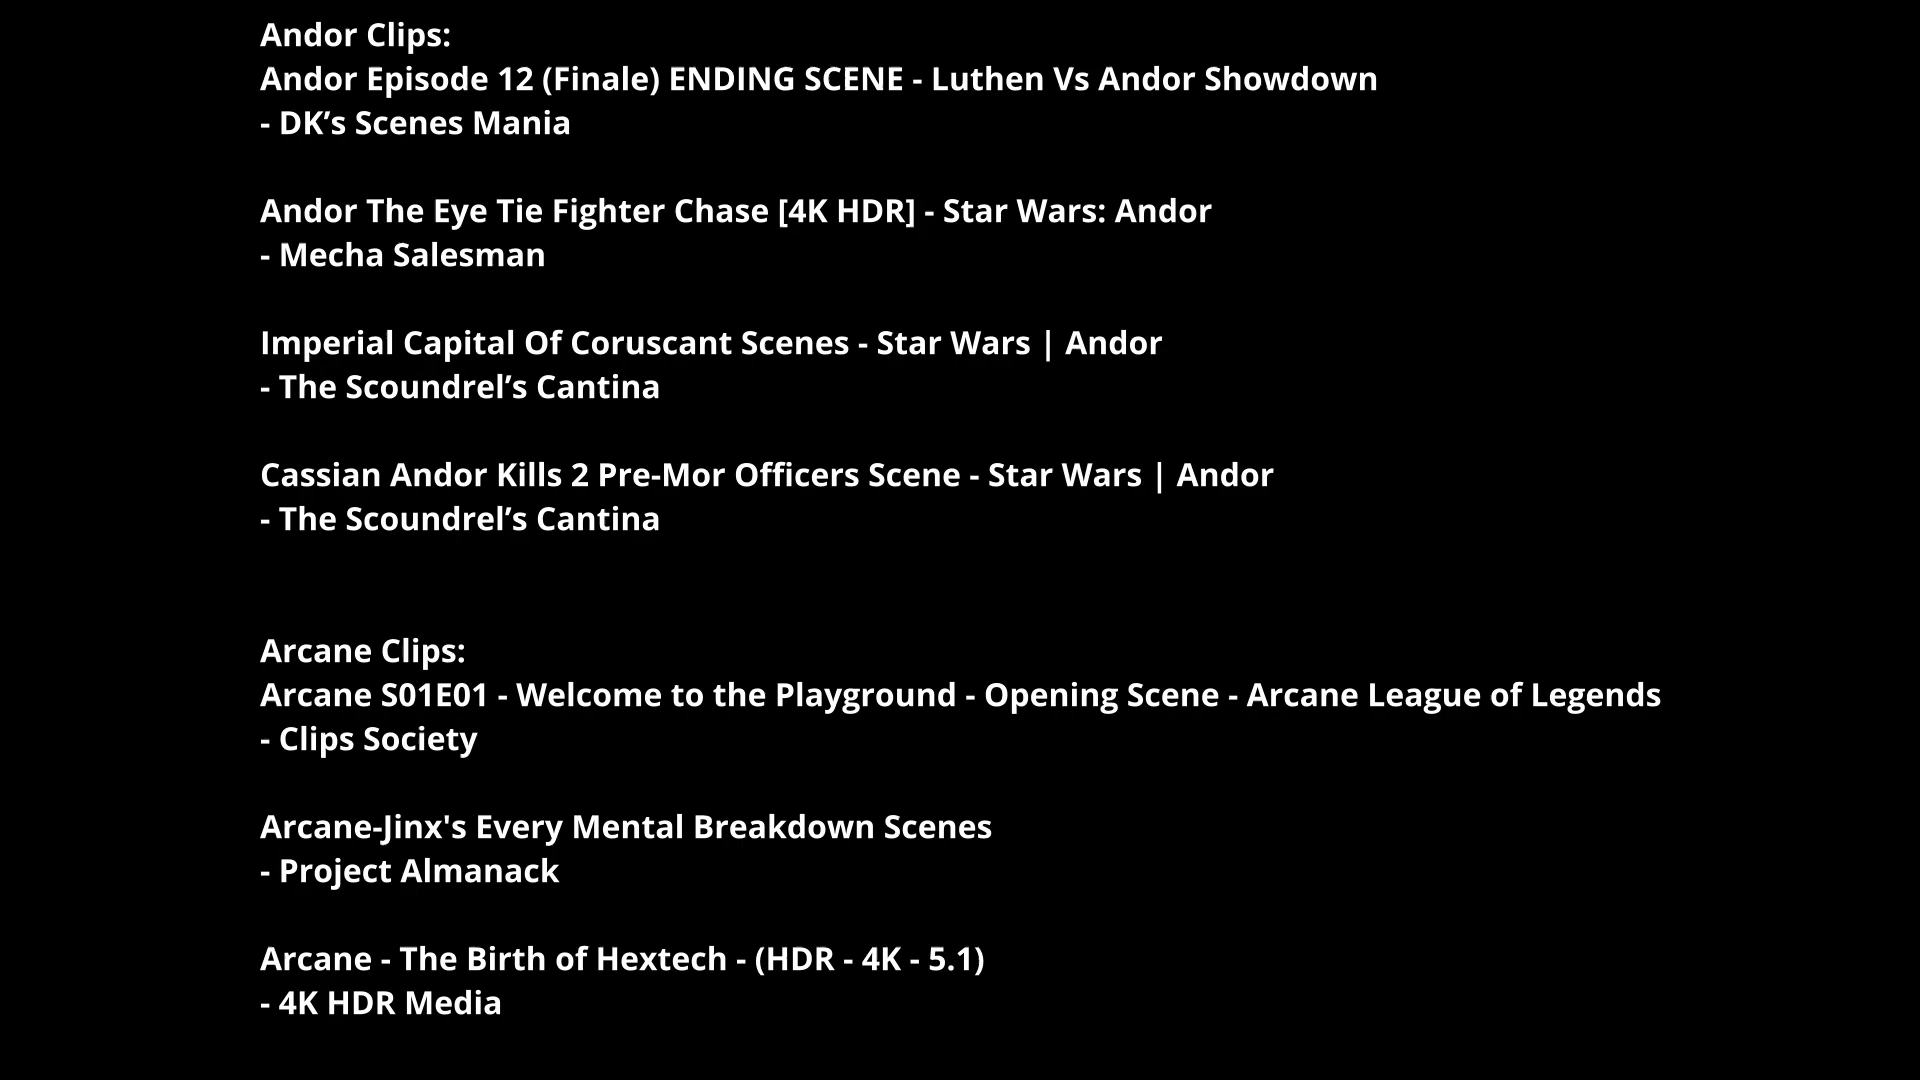 Andor Clips:
Andor Episode 12 (Finale) ENDING SCENE - Luthen Vs Andor Showdown
- DK’s Scenes Mania
Andor The Eye Tie Fighter Chase [4K HDR] - Star Wars: Andor
- Mecha Salesman
Imperial Capital Of Coruscant Scenes - Star Wars | Andor
- The Scoundrel’s Cantina
Cassian Andor Kills 2 Pre-Mor Officers Scene - Star Wars | Andor
- The Scoundrel’s Cantina
Arcane Clips:
Arcane S01E01 - Welcome to the Playground - Opening Scene - Arcane League of Legends
- Clips Society
Arcane-Jinx's Every Mental Breakdown Scenes
- Project Almanack
Arcane - The Birth of Hextech - (HDR - 4K - 5.1)
- 4K HDR Media